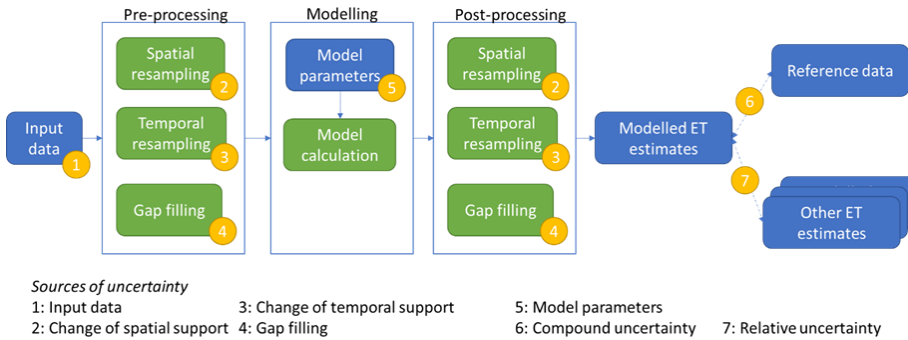 Pre-processing
Modelling
Post-processing
Spatial
resampling
2
Temporal
resampling
3
Gap filling
4
Input
data
1
Model
parameters
5
Model
calculation
Spatial
resampling
2
Temporal
resampling
3
Gap filling
4
Modelled ET
estimates
6
Reference data
7
Other ET
estimates
Sources of uncertainty
1: Input data
3: Change of temporal support
5: Model parameters
2: Change of spatial support
4: Gap filling
6: Compound uncertainty
7: Relative uncertainty